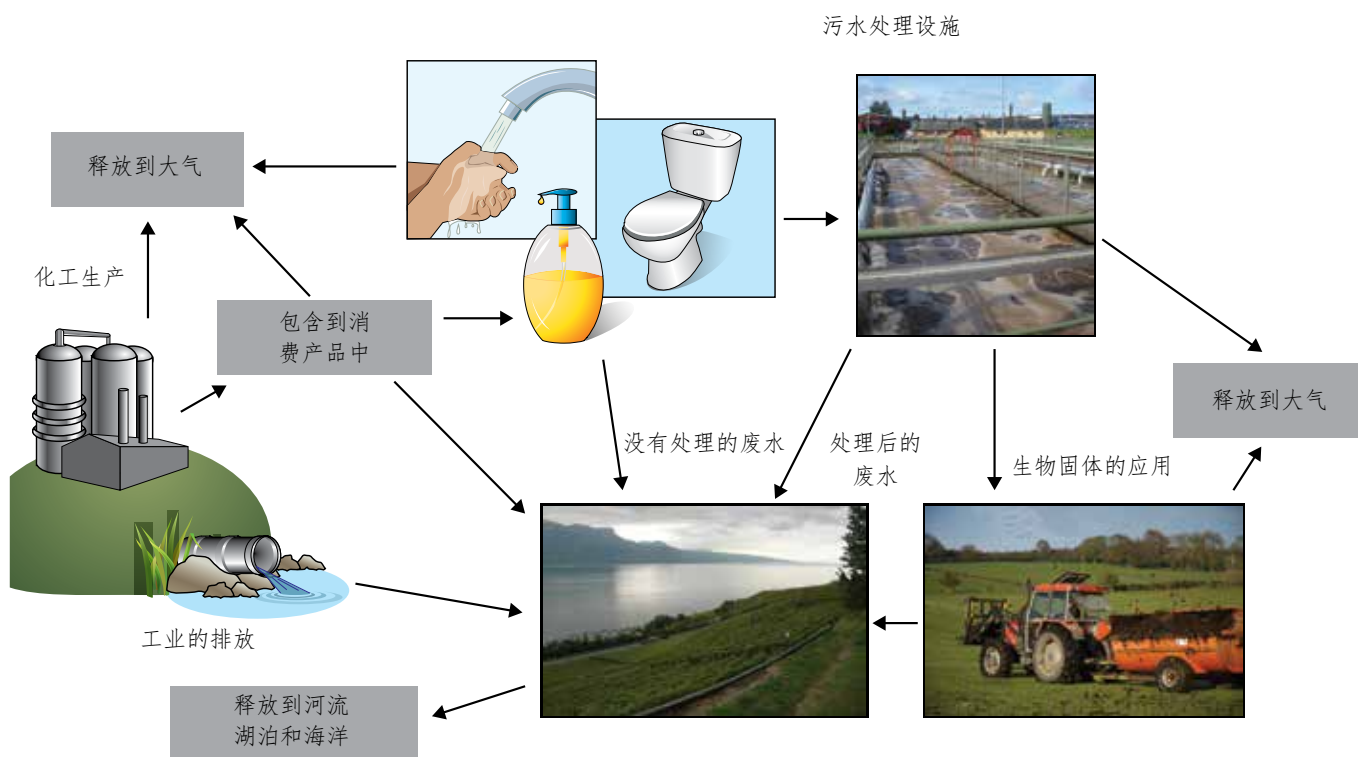 污水处理设施
释放到大气
化工生产
包含到消
费产品中
释放到大气
没有处理的废水
处理后的
废水
生物固体的应用
工业的排放
释放到河流
湖泊和海洋